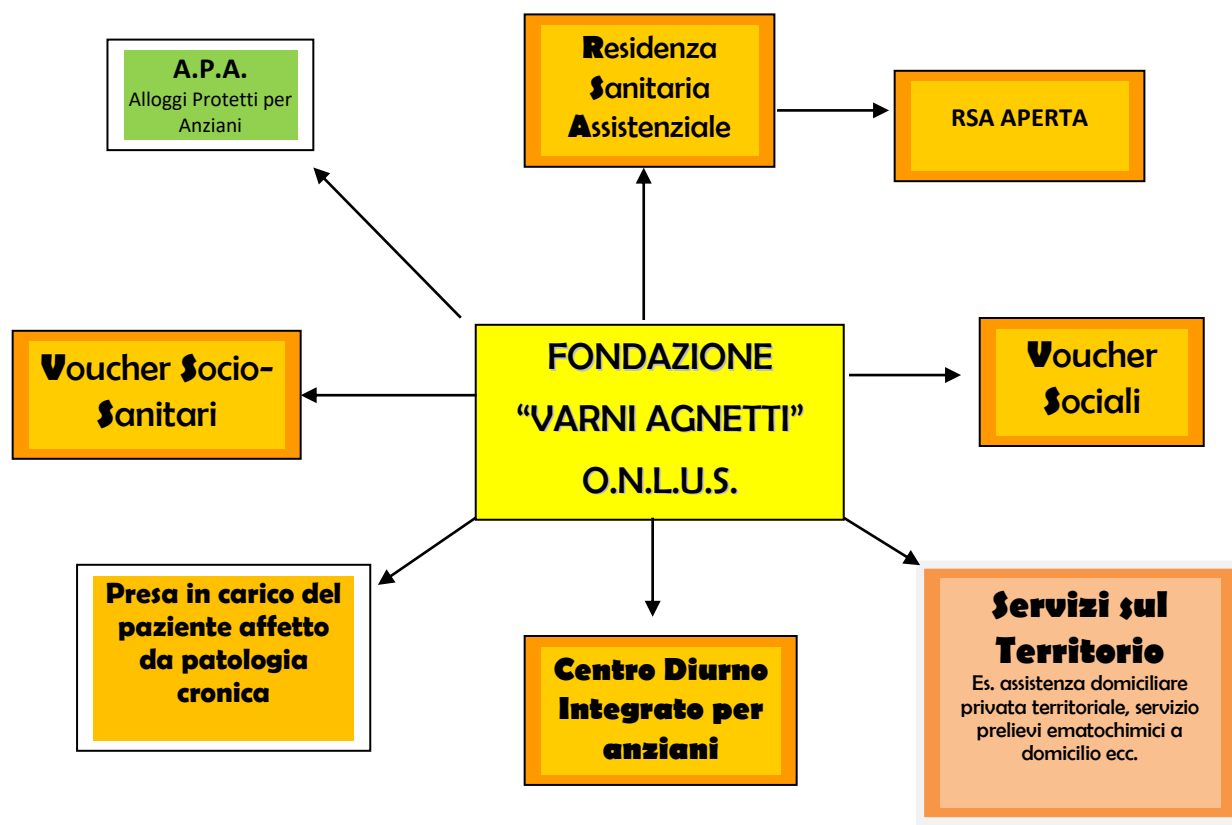 A.P.A.
Alloggi Protetti per
Anziani
Residenza
Sanitaria
Assistenziale
RSA APERTA
Voucher Socio-
Sanitari
FONDAZIONE
“VARNI AGNETTI”
O.N.L.U.S.
Voucher
Sociali
Presa in carico del
paziente affetto
da patologia
cronica
Centro Diurno
Integrato per
anziani
Servizi sul
Territorio
Es. assistenza domiciliare
privata territoriale, servizio
prelievi ematochimici a
domicilio ecc.